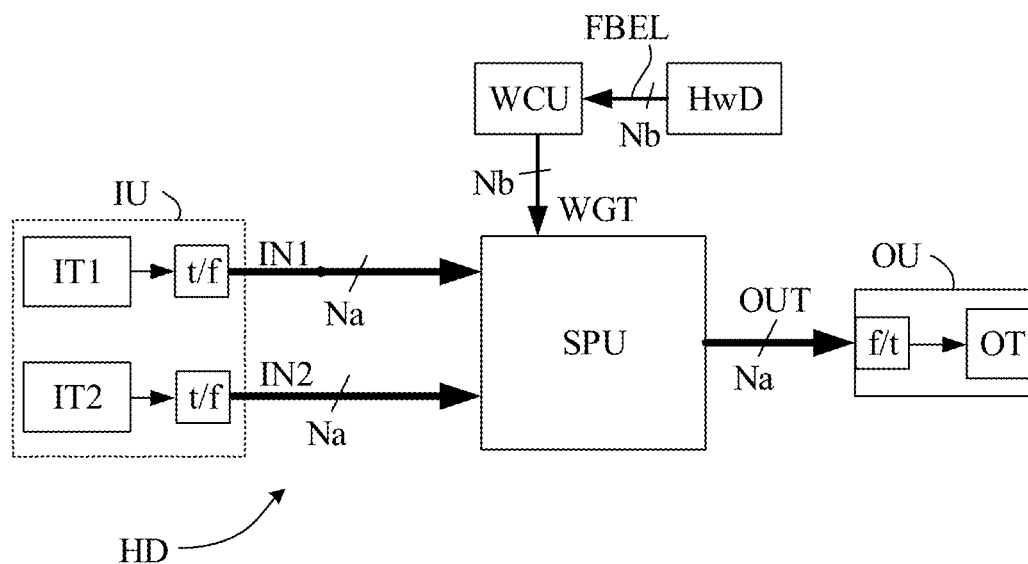 FBEL
WCU
HwD
Nb
Nb
IU
WGT
IT1
t/f
IN1
Na
OUT
OU
SPU
f/t
OT
Na
IT2
t/f
IN2
Na
HD